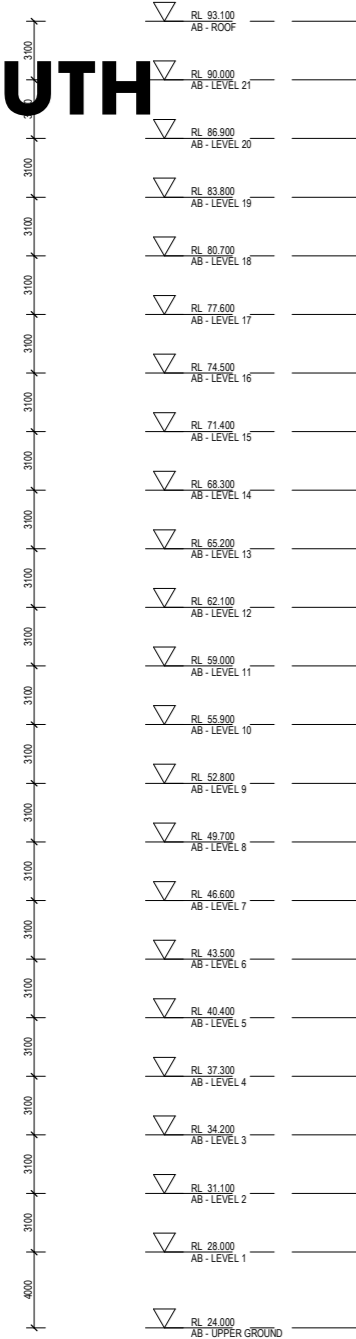 RL 93.100
AB - ROOF
3100
UTH
RL 90.000
AB - LEVEL 21
RL 86.900
AB - LEVEL 20
3100
RL 83.800
AB - LEVEL 19
3100
RL 80.700
AB - LEVEL 18
3100
RL 77.600
AB - LEVEL 17
3100
RL 74.500
AB - LEVEL 16
3100
RL 71.400
AB - LEVEL 15
3100
RL 68.300
AB - LEVEL 14
3100
RL 65.200
AB - LEVEL 13
3100
RL 62.100
AB - LEVEL 12
3100
RL 59.000
AB - LEVEL 11
3100
RL 55.900
AB - LEVEL 10
3100
RL 52.800
AB - LEVEL 9
3100
RL 49.700
AB - LEVEL 8
3100
RL 46.600
AB - LEVEL 7
3100
RL 43.500
AB - LEVEL 6
3100
RL 40.400
AB - LEVEL 5
3100
RL 37.300
AB - LEVEL 4
3100
RL 34.200
AB - LEVEL 3
3100
RL 31.100
AB - LEVEL 2
3100
RL 28.000
AB - LEVEL 1
4000
RL 24.000
AB - UPPER GROUND